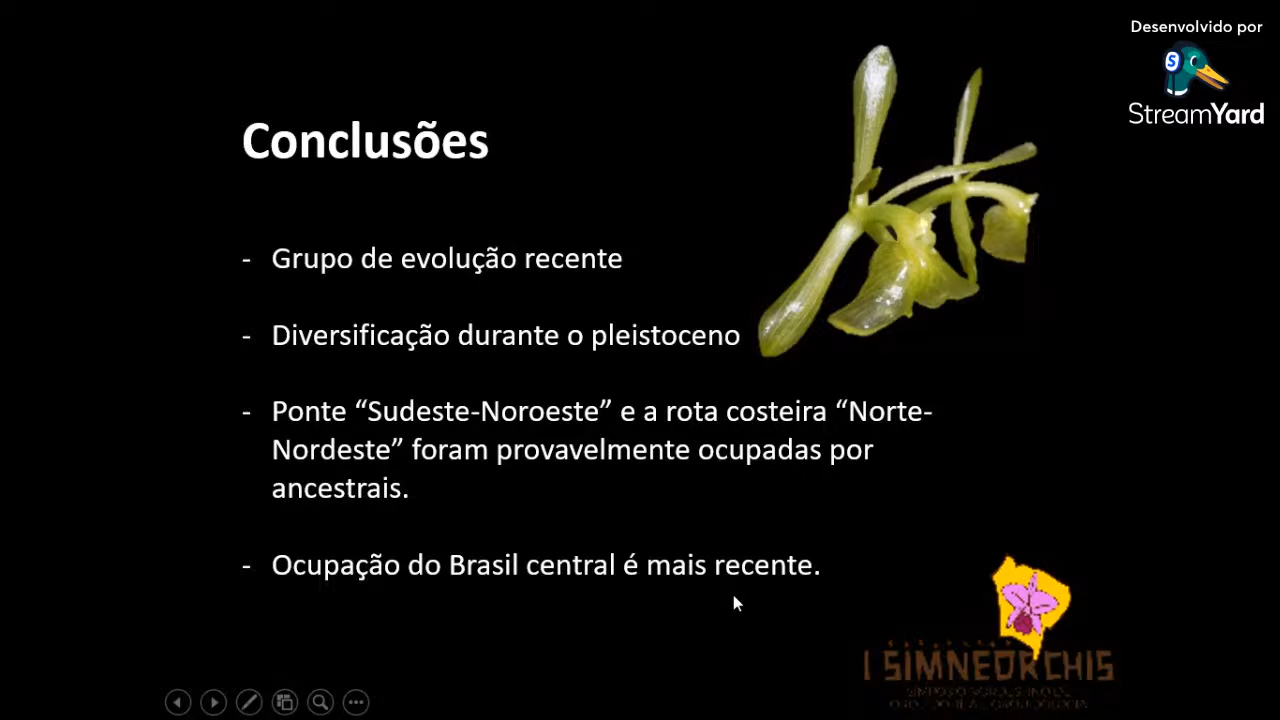 Desenvolvido por
StreamYard
Conclusões
- Grupo de evolução recente
- Diversificação durante o pleistoceno
- Ponte “Sudeste-Noroeste” e a rota costeira “Norte-
Nordeste” foram provavelmente ocupadas por
ancestrais.
- Ocupação do Brasil central é mais recente.
I SIMNEORCHIS